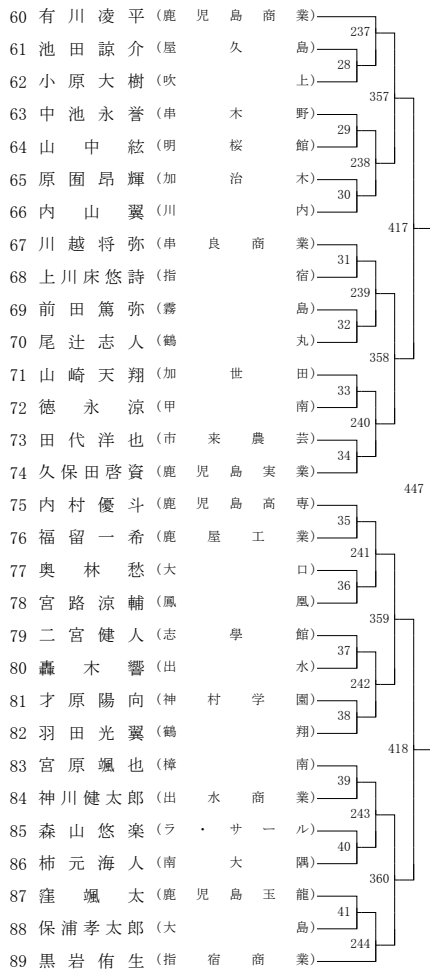 60 有川凌平 (鹿児島商業)
61 池田諒介 (屋久島)
62 小原大樹 (吹上)
63 中池永誉 (串木野)
64 山中絃 (明桜館)
65 原囿昂輝 (加治木)
66 内山翼 (川内)
67 川越将弥 (串良商業)
68 上川床悠詩 (指宿)
69 前田篤弥 (霧島)
70 尾辻志人 (鶴丸)
71 山崎天翔 (加世田)
72 徳永涼 (甲南)
73 田代洋也 (市来農芸)
74 久保田啓資 (鹿児島実業)
75 内村優斗 (鹿児島高専)
76 福留一希 (鹿屋工業)
77 奥林愁 (大口)
78 宮路涼輔 (鳳凰)
79 二宮健人 (志學館)
80 轟木響 (出水)
81 才原陽向 (神村学園)
82 羽田光翼 (鶴翔)
83 宮原颯也 (樟南)
84 神川健太郎 (出水商業)
85 森山悠楽 (ラ・サール)
86 柿元海人 (南大隅)
87 窪颯太 (鹿児島玉龍)
88 保浦孝太郎 (大島)
89 黒岩侑生 (指宿商業)
237
28
357
29
238
30
417
31
239
32
358
33
240
34
447
35
241
36
359
37
242
38
418
39
243
40
360
41
244